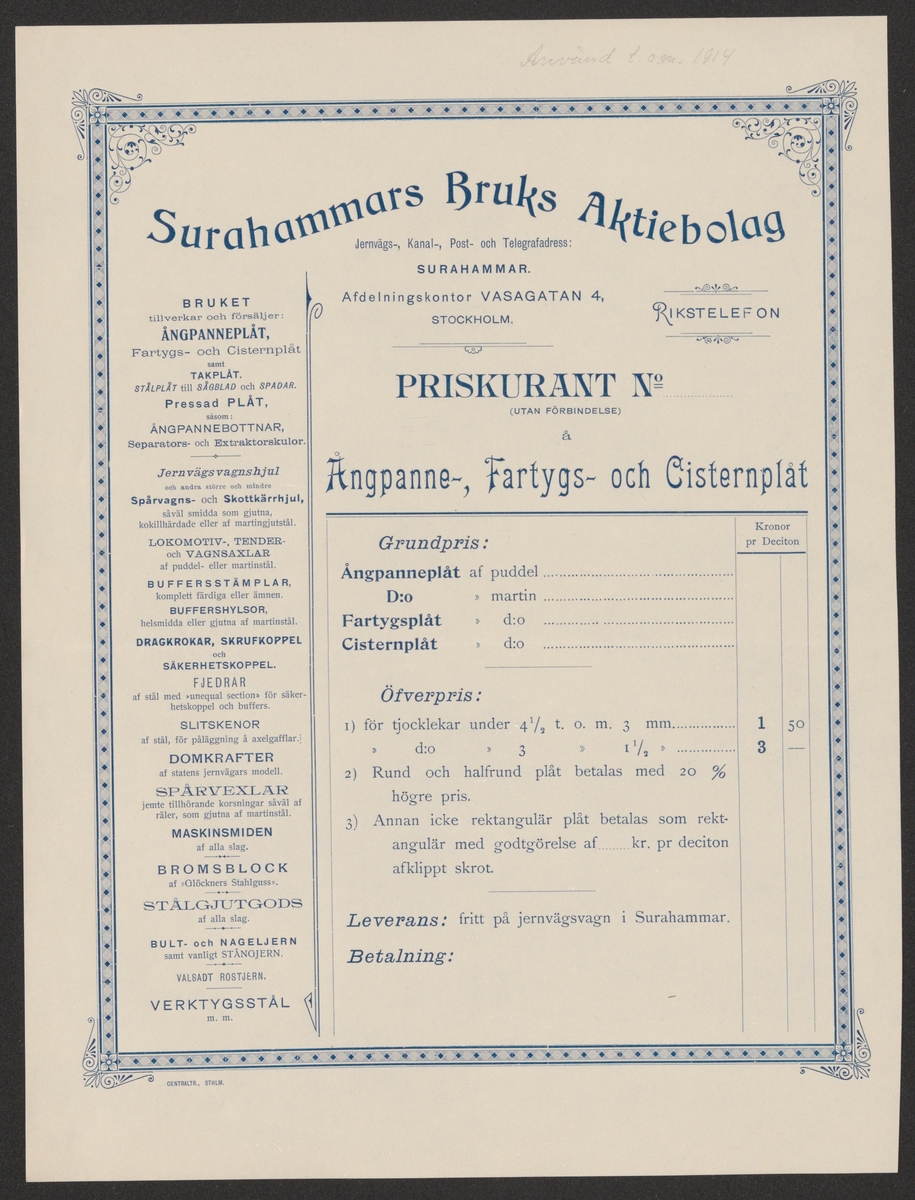 Använd t. o. m. 1914
Surahammars Bruks Aktiebolag
Jernvägs-, Kanal-, Post- och Telegrafadress:
SURAHAMMAR.
Afdelningskontor VASAGATAN 4,
STOCKHOLM.
RIKSTELEFON
BRUKET
tillverkar och försäljer:
ÅNGPANNEPLÅT,
Fartygs- och Cisternplåt
samt
TAKPLÅT.
STÅLPLÅT till SÅGBLAD och SPADAR.
Pressad PLÅT,
såsom:
ÅNGPANNEBOTTNAR,
Separators- och Extraktorskulor.
Jernvägsvagnshjul
och andra större och mindre
Spårvagns- och Skottkärrhjul,
såväl smidda som gjutna,
kokillhärdade eller af martingjutstål.
LOKOMOTIV-, TENDER-
och VAGNSAXLAR
af puddel- eller martinstål.
BUFFERSSTÄMPLAR,
komplett färdiga eller ämnen.
BUFFERSHYLSOR,
helsmidda eller gjutna af martinstål.
DRAGKROKAR, SKRUFKOPPEL
och
SÄKERHETSKOPPEL.
FJEDRAR
af stål med »unequal section» för säker-
hetskoppel och buffers.
SLITSKENOR
af stål, för påläggning å axelgafflar.
DOMKRAFTER
af statens jernvägars modell.
SPÅRVEXLAR
jemte tillhörande korsningar såväl af
räler, som gjutna af martinstål.
MASKINSMIDEN
af alla slag.
BROMSBLOCK
af »Glöckners Stahlguss».
STÅLGJUTGODS
af alla slag.
BULT- och NAGELJERN
samt vanligt STÅNGJERN.
VALSADT ROSTJERN.
VERKTYGSSTÅL
m. m.
PRISKURANT No
(UTAN FÖRBINDELSE)
å
Ångpanne-, Fartygs- och Cisternplåt
Kronor
pr Deciton
Grundpris:
Ångpanneplåt af puddel
D:o » martin
Fartygsplåt » d:o
Cisternplåt » d:o
Öfverpris:
1) för tjocklekar under 4 1/2 t. o. m. 3 mm. 1 50
» d:o » 3 » 1 1/2 » 3 —
2) Rund och halfrund plåt betalas med 20 %
högre pris.
3) Annan icke rektangulär plåt betalas som rekt-
angulär med godtgörelse af ........ kr. pr deciton
afklippt skrot.
Leverans: fritt på jernvägsvagn i Surahammar.
Betalning:
CENTRALTR., STHLM.